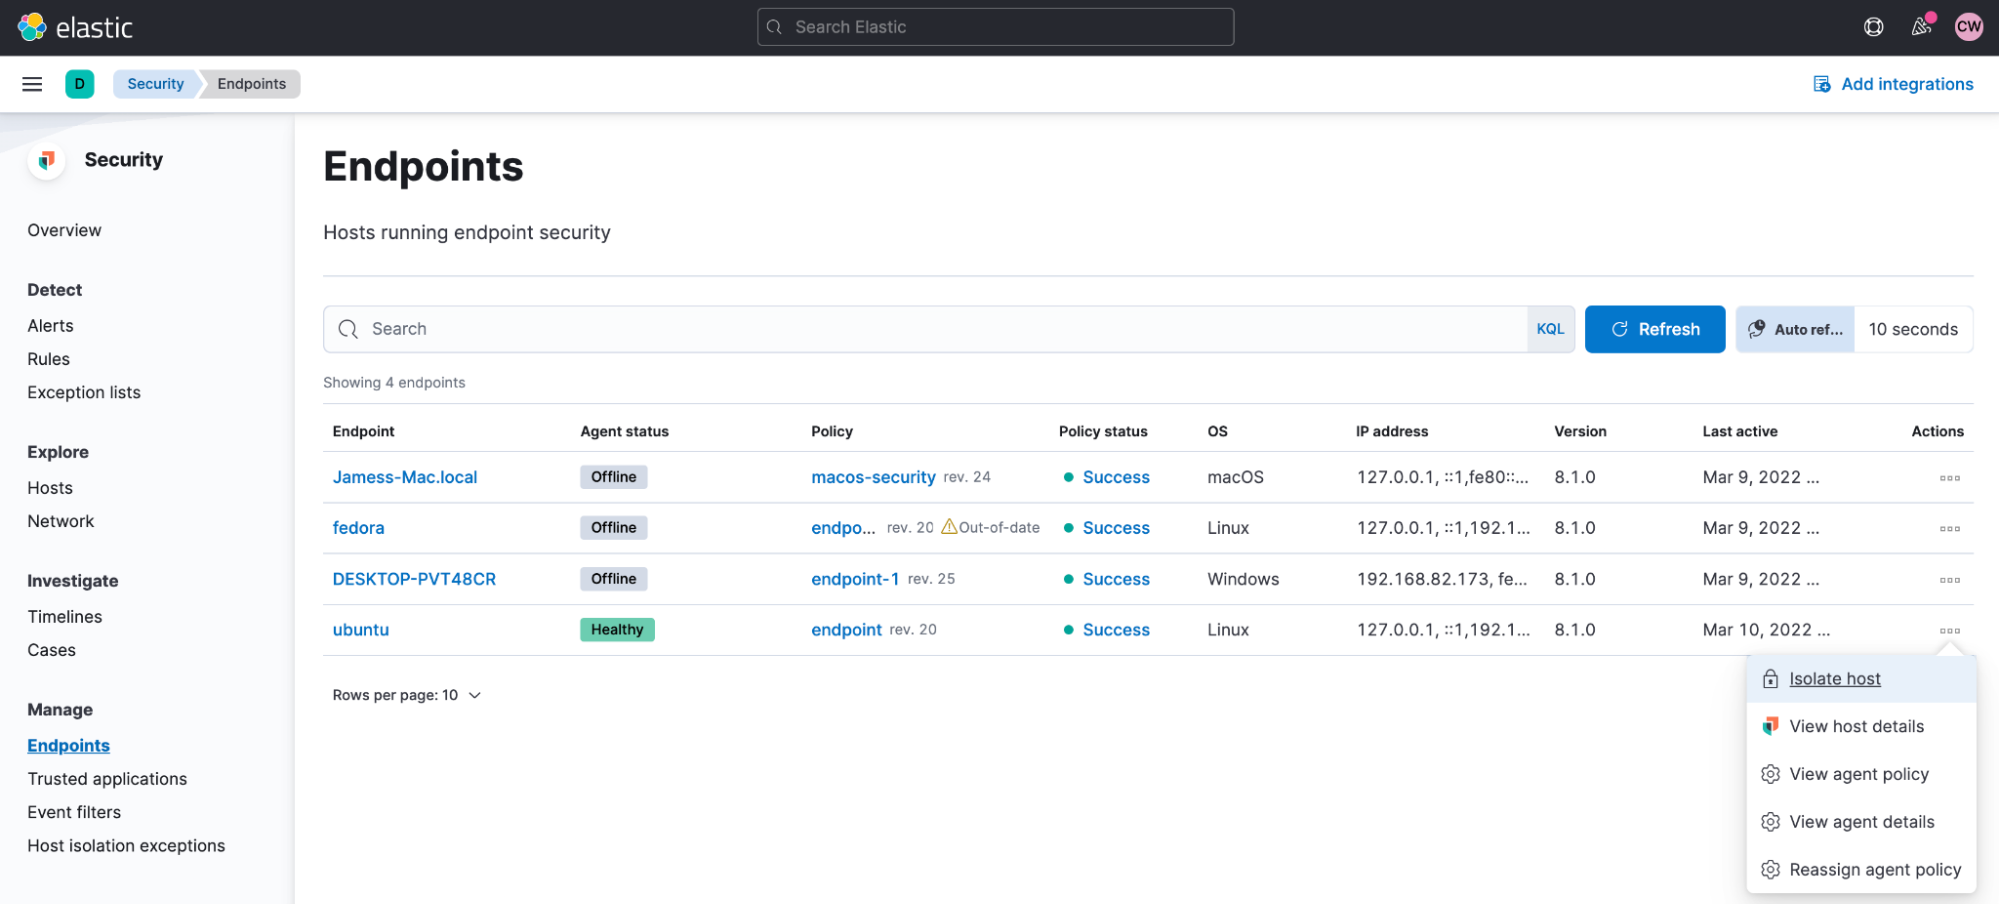 elastic
Search Elastic
CW
D
Security
Endpoints
Add integrations
Security
Overview
Detect
Alerts
Rules
Exception lists
Explore
Hosts
Network
Investigate
Timelines
Cases
Manage
Endpoints
Trusted applications
Event filters
Host isolation exceptions
Endpoints
Hosts running endpoint security
Search
KQL
Refresh
Auto ref...
10 seconds
Showing 4 endpoints
Endpoint Agent status Policy Policy status OS IP address Version Last active Actions
Jamess-Mac.local Offline macos-security rev. 24 Success macOS 127.0.0.1, ::1,fe80::... 8.1.0 Mar 9, 2022 ...
fedora Offline endpo... rev. 20 Out-of-date Success Linux 127.0.0.1, ::1,192.1... 8.1.0 Mar 9, 2022 ...
DESKTOP-PVT48CR Offline endpoint-1 rev. 25 Success Windows 192.168.82.173, fe... 8.1.0 Mar 9, 2022 ...
ubuntu Healthy endpoint rev. 20 Success Linux 127.0.0.1, ::1,192.1... 8.1.0 Mar 10, 2022 ...
Rows per page: 10
Isolate host
View host details
View agent policy
View agent details
Reassign agent policy